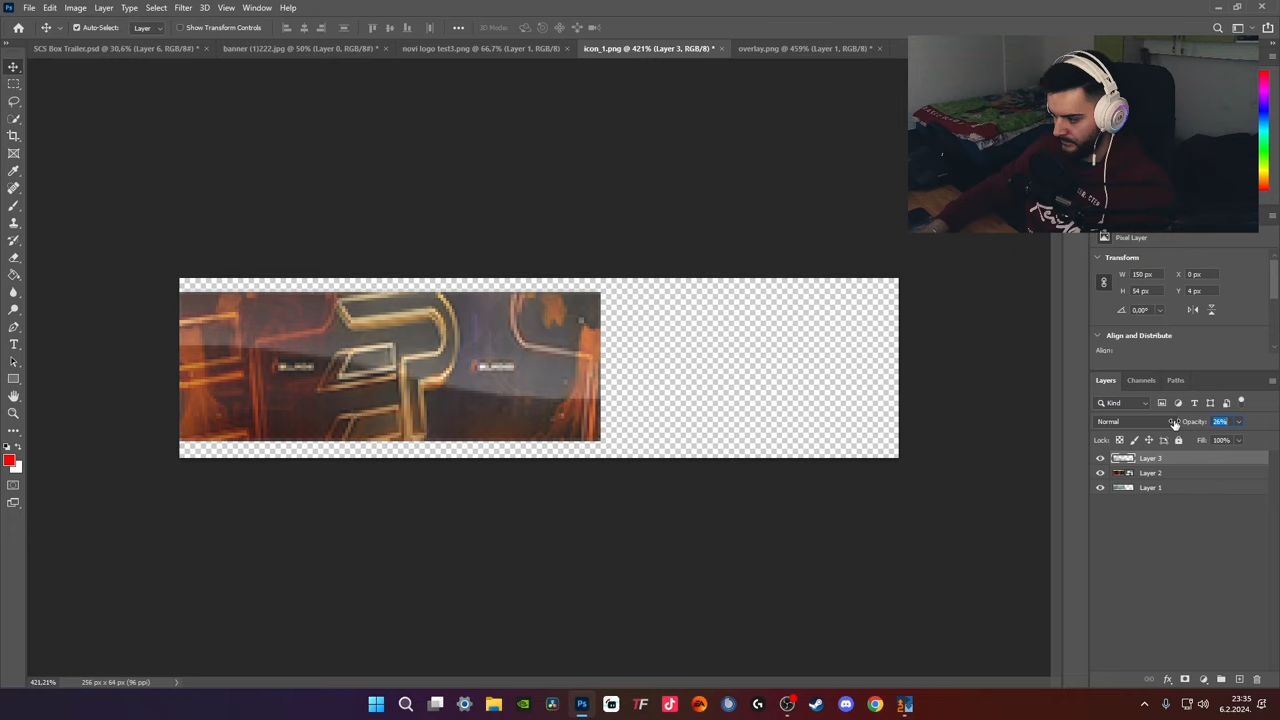 Ps File Edit Image Layer Type Select Filter 3D View Window Help
Auto-Select: Layer Show Transform Controls 3D Mode:
SCS Box Trailer.psd @ 30,6% (Layer 6, RGB/8#) * banner (1)222.jpg @ 50% (Layer 0, RGB/8#) * novi logo test3.png @ 66,7% (Layer 1, RGB/8) icon_1.png @ 421% (Layer 3, RGB/8) * overlay.png @ 459% (Layer 1, RGB/8) *
Pixel Layer
Transform
W 150 px X 0 px
H 54 px Y 4 px
0,00°
Align and Distribute
Align:
Layers Channels Paths
Kind
Normal Opacity: 26%
Lock: Fill: 100%
Layer 3
Layer 2
Layer 1
421,21% 256 px x 64 px (96 ppi)
23:35
6.2.2024.